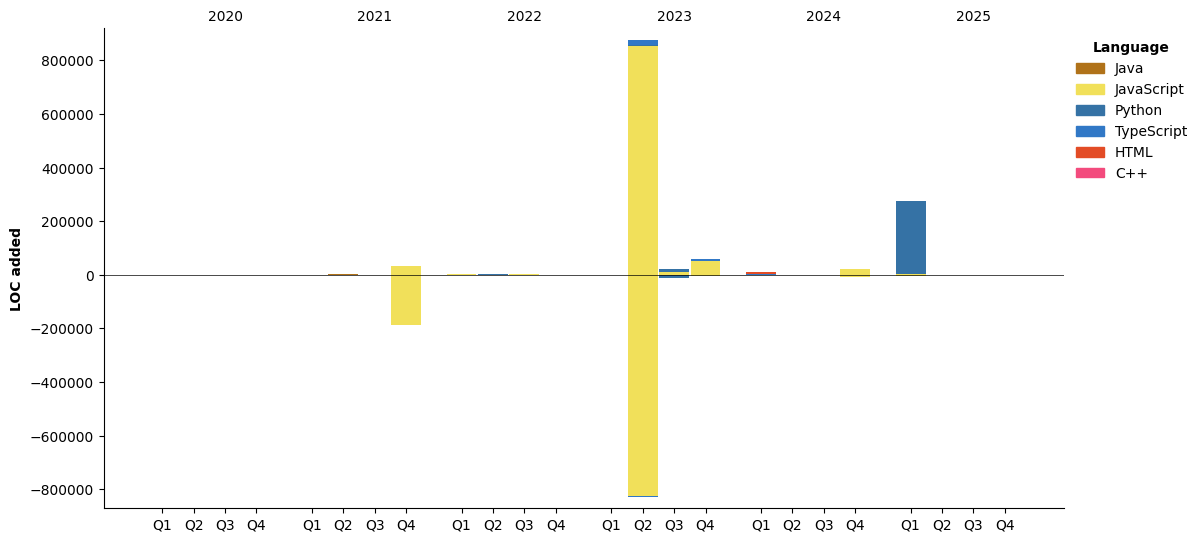 2020 2021 2022 2023 2024 2025
Language
Java
JavaScript
Python
TypeScript
HTML
C++
LOC added
800000
600000
400000
200000
0
−200000
−400000
−600000
−800000
Q1 Q2 Q3 Q4 Q1 Q2 Q3 Q4 Q1 Q2 Q3 Q4 Q1 Q2 Q3 Q4 Q1 Q2 Q3 Q4 Q1 Q2 Q3 Q4